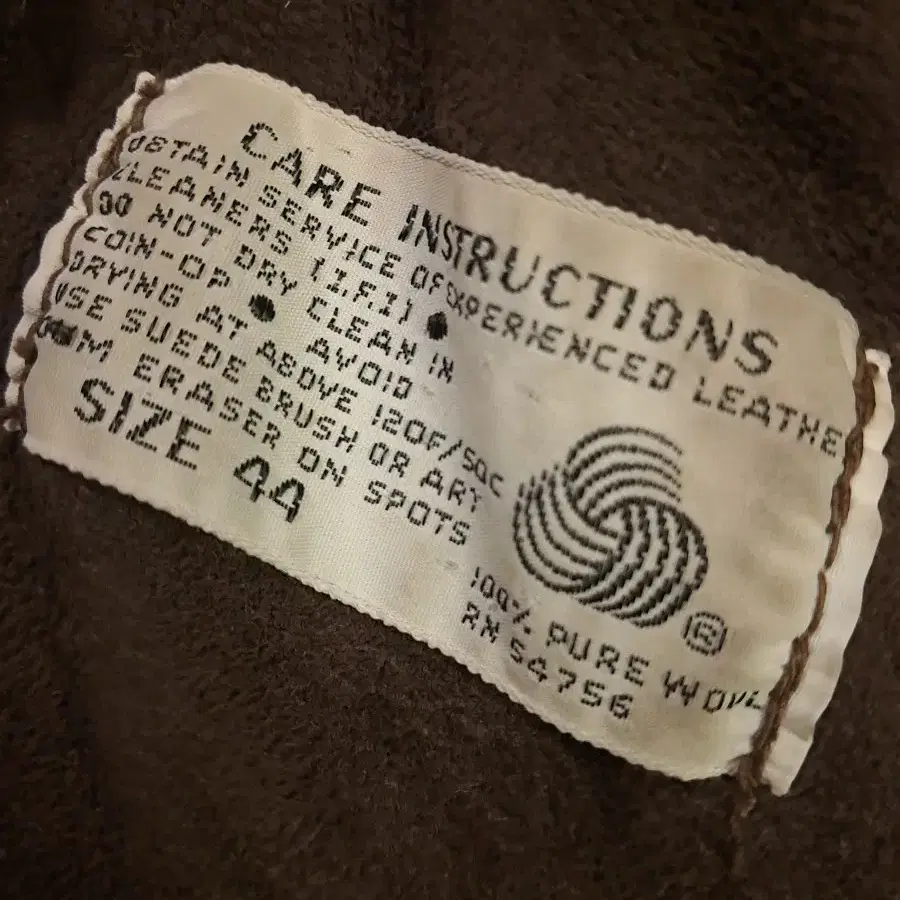 CARE INSTRUCTIONS
OBTAIN SERVICE OF EXPERIENCED LEATHE
CLEANERS (I.F.I)
DO NOT DRY CLEAN IN
COIN-OP • AVOID
DRYING AT ABOVE 120F/50C
USE SUEDE BRUSH OR ART
GUM ERASER ON SPOTS
SIZE 44
100% PURE WOOL
RN 54756
®